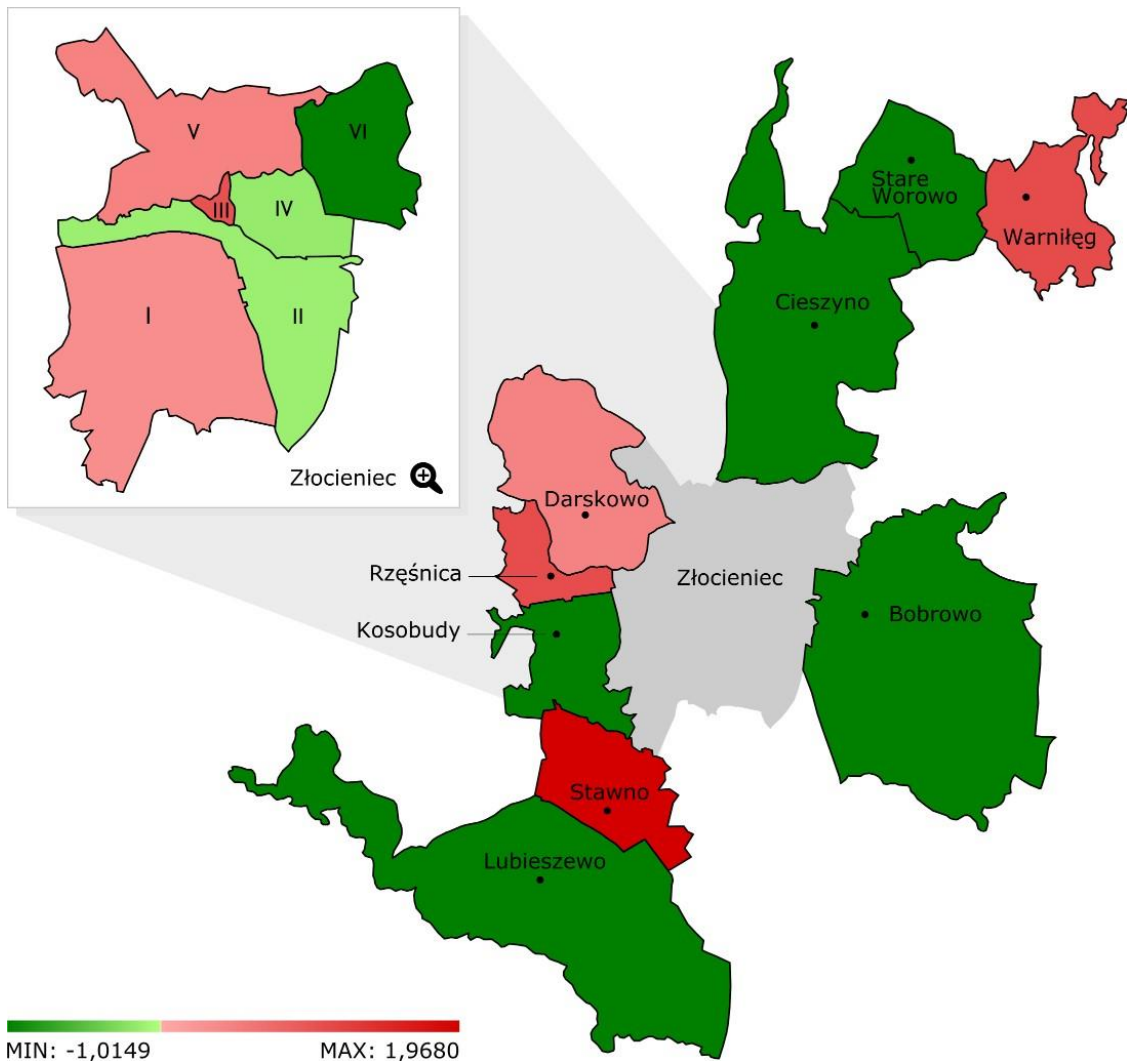 V
VI
III
IV
I
II
Złocieniec
Stare
Worowo
Warniłęg
Cieszyno
Darskowo
Rzęśnica
Złocieniec
Kosobudy
Bobrowo
Stawno
Lubieszewo
MIN: -1,0149
MAX: 1,9680